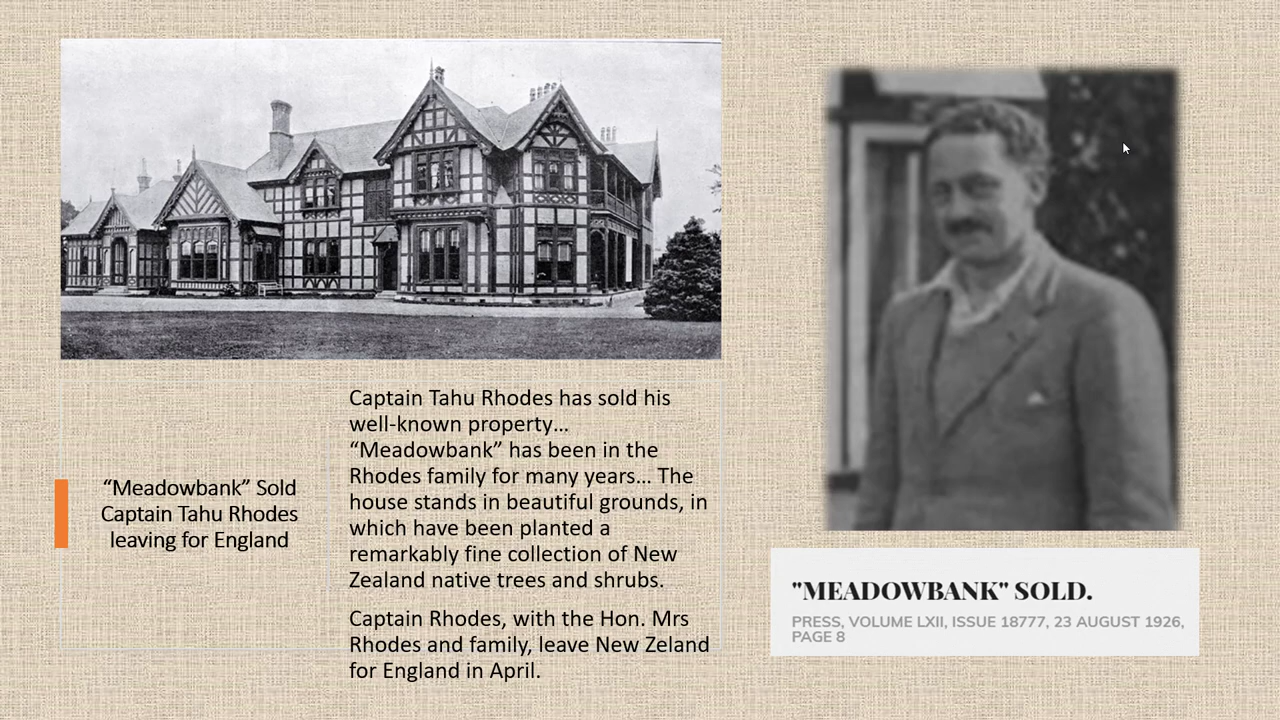 “Meadowbank” Sold
Captain Tahu Rhodes
leaving for England
Captain Tahu Rhodes has sold his
well-known property…
“Meadowbank” has been in the
Rhodes family for many years… The
house stands in beautiful grounds, in
which have been planted a
remarkably fine collection of New
Zealand native trees and shrubs.
Captain Rhodes, with the Hon. Mrs
Rhodes and family, leave New Zeland
for England in April.
"MEADOWBANK" SOLD.
PRESS, VOLUME LXII, ISSUE 18777, 23 AUGUST 1926,
PAGE 8